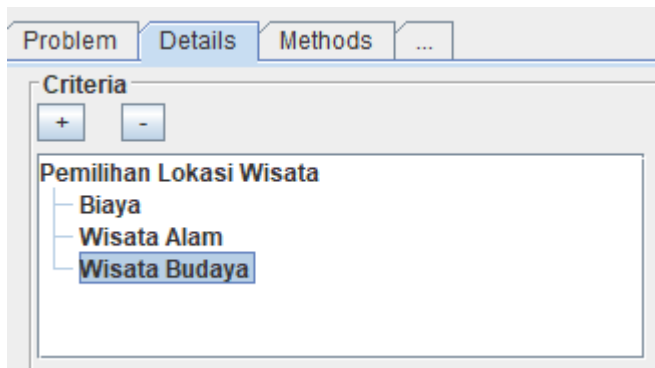 Problem Details Methods ...
Criteria
+ -
Pemilihan Lokasi Wisata
Biaya
Wisata Alam
Wisata Budaya